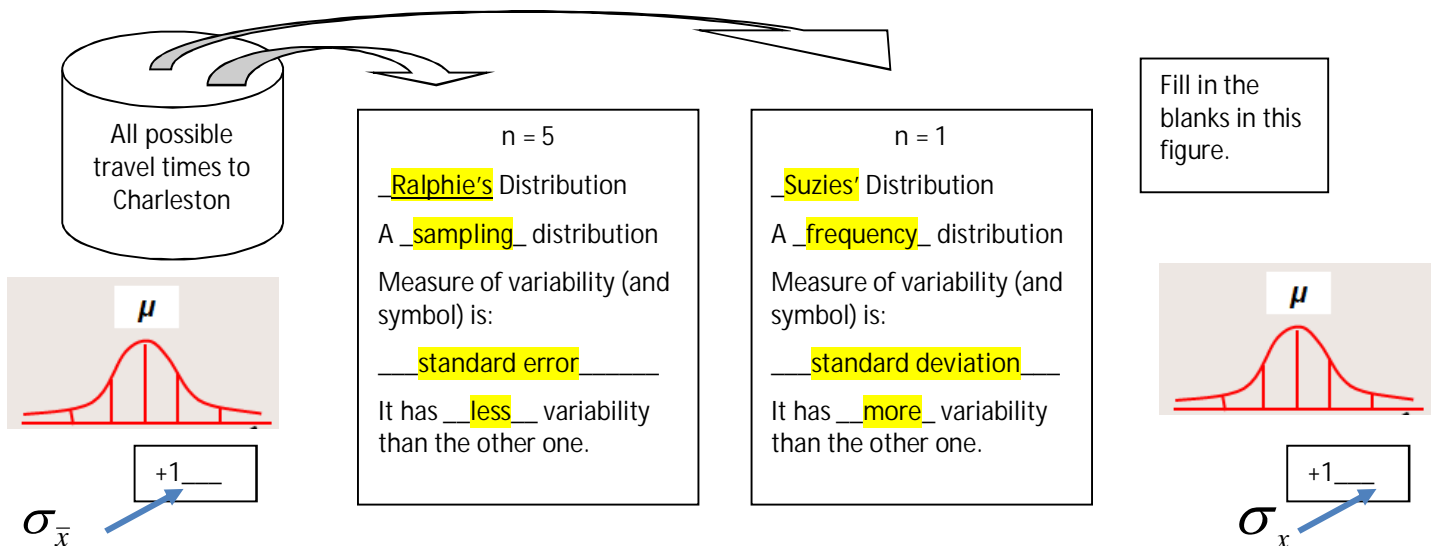 All possible
travel times to
Charleston
n = 5
_Ralphie's Distribution
A _sampling_ distribution
Measure of variability (and
symbol) is:
___standard error______
It has __less__ variability
than the other one.
n = 1
_Suzies' Distribution
A _frequency_ distribution
Measure of variability (and
symbol) is:
___standard deviation___
It has __more_ variability
than the other one.
Fill in the
blanks in this
figure.
μ
+1___
σx̄
μ
+1___
σx